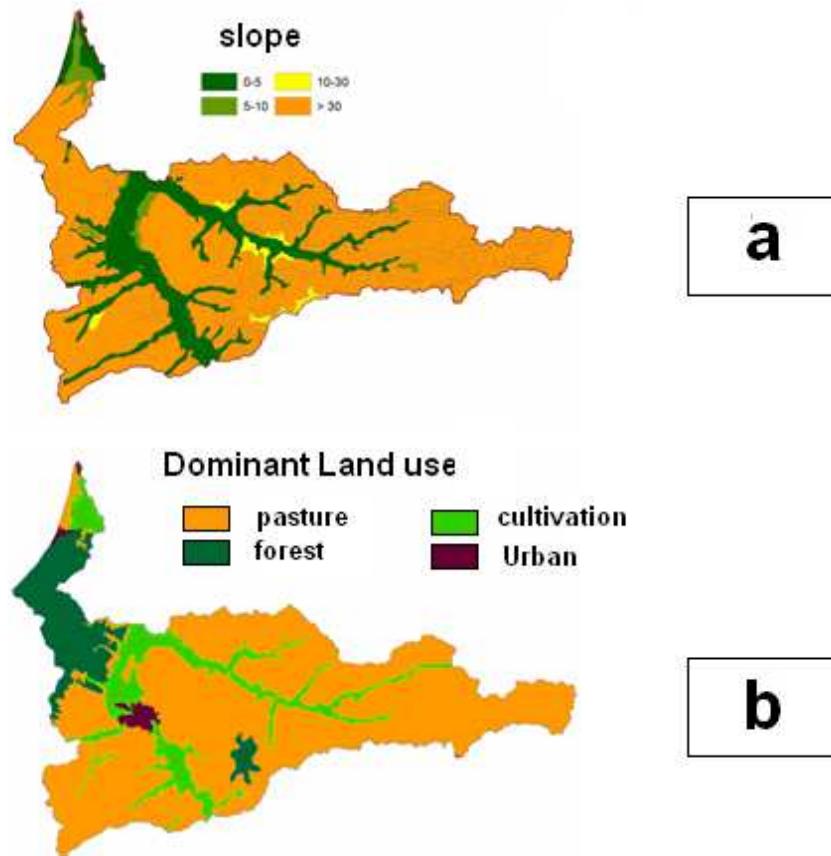 slope
0-5 10-30
5-10 > 30
a
Dominant Land use
pasture cultivation
forest Urban
b